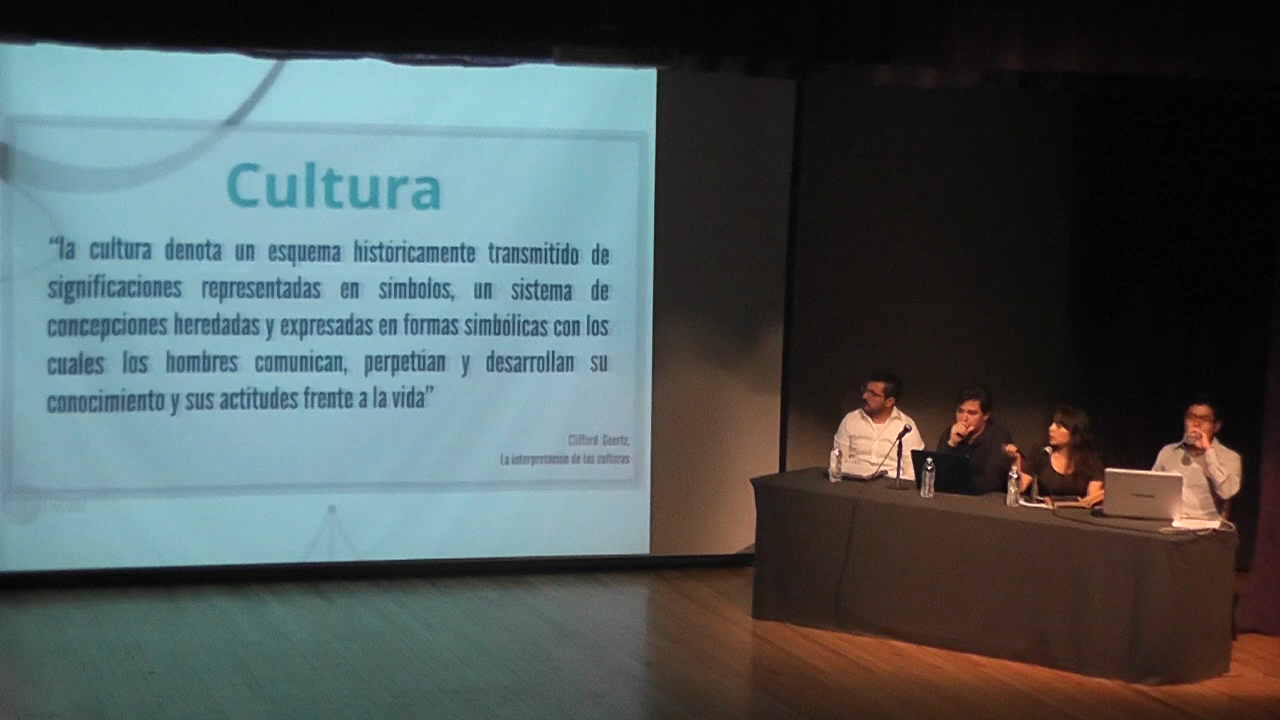 Cultura
“la cultura denota un esquema históricamente transmitido de
significaciones representadas en símbolos, un sistema de
concepciones heredadas y expresadas en formas simbólicas con los
cuales los hombres comunican, perpetúan y desarrollan su
conocimiento y sus actitudes frente a la vida”
Clifford Geertz,
La interpretación de las culturas